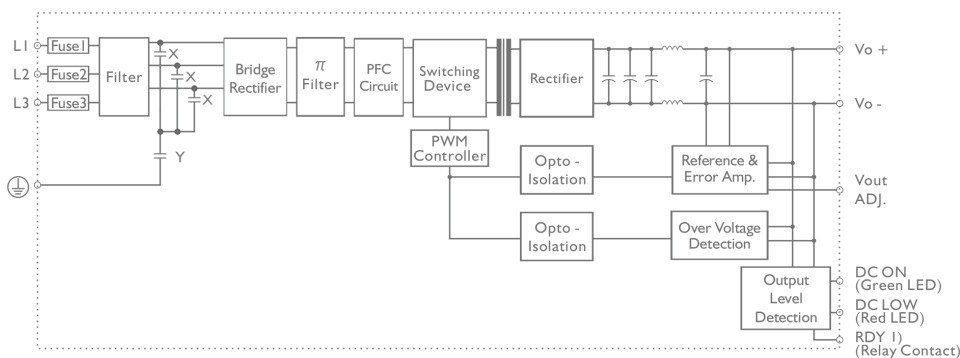 L1
Fuse1
L2
Fuse2
L3
Fuse3
Filter
X
X
X
Y
Bridge
Rectifier
π
Filter
PFC
Circuit
Switching
Device
Rectifier
PWM
Controller
Opto -
Isolation
Reference &
Error Amp.
Opto -
Isolation
Over Voltage
Detection
Output
Level
Detection
Vo +
Vo -
Vout
ADJ.
DC ON
(Green LED)
DC LOW
(Red LED)
RDY 1)
(Relay Contact)